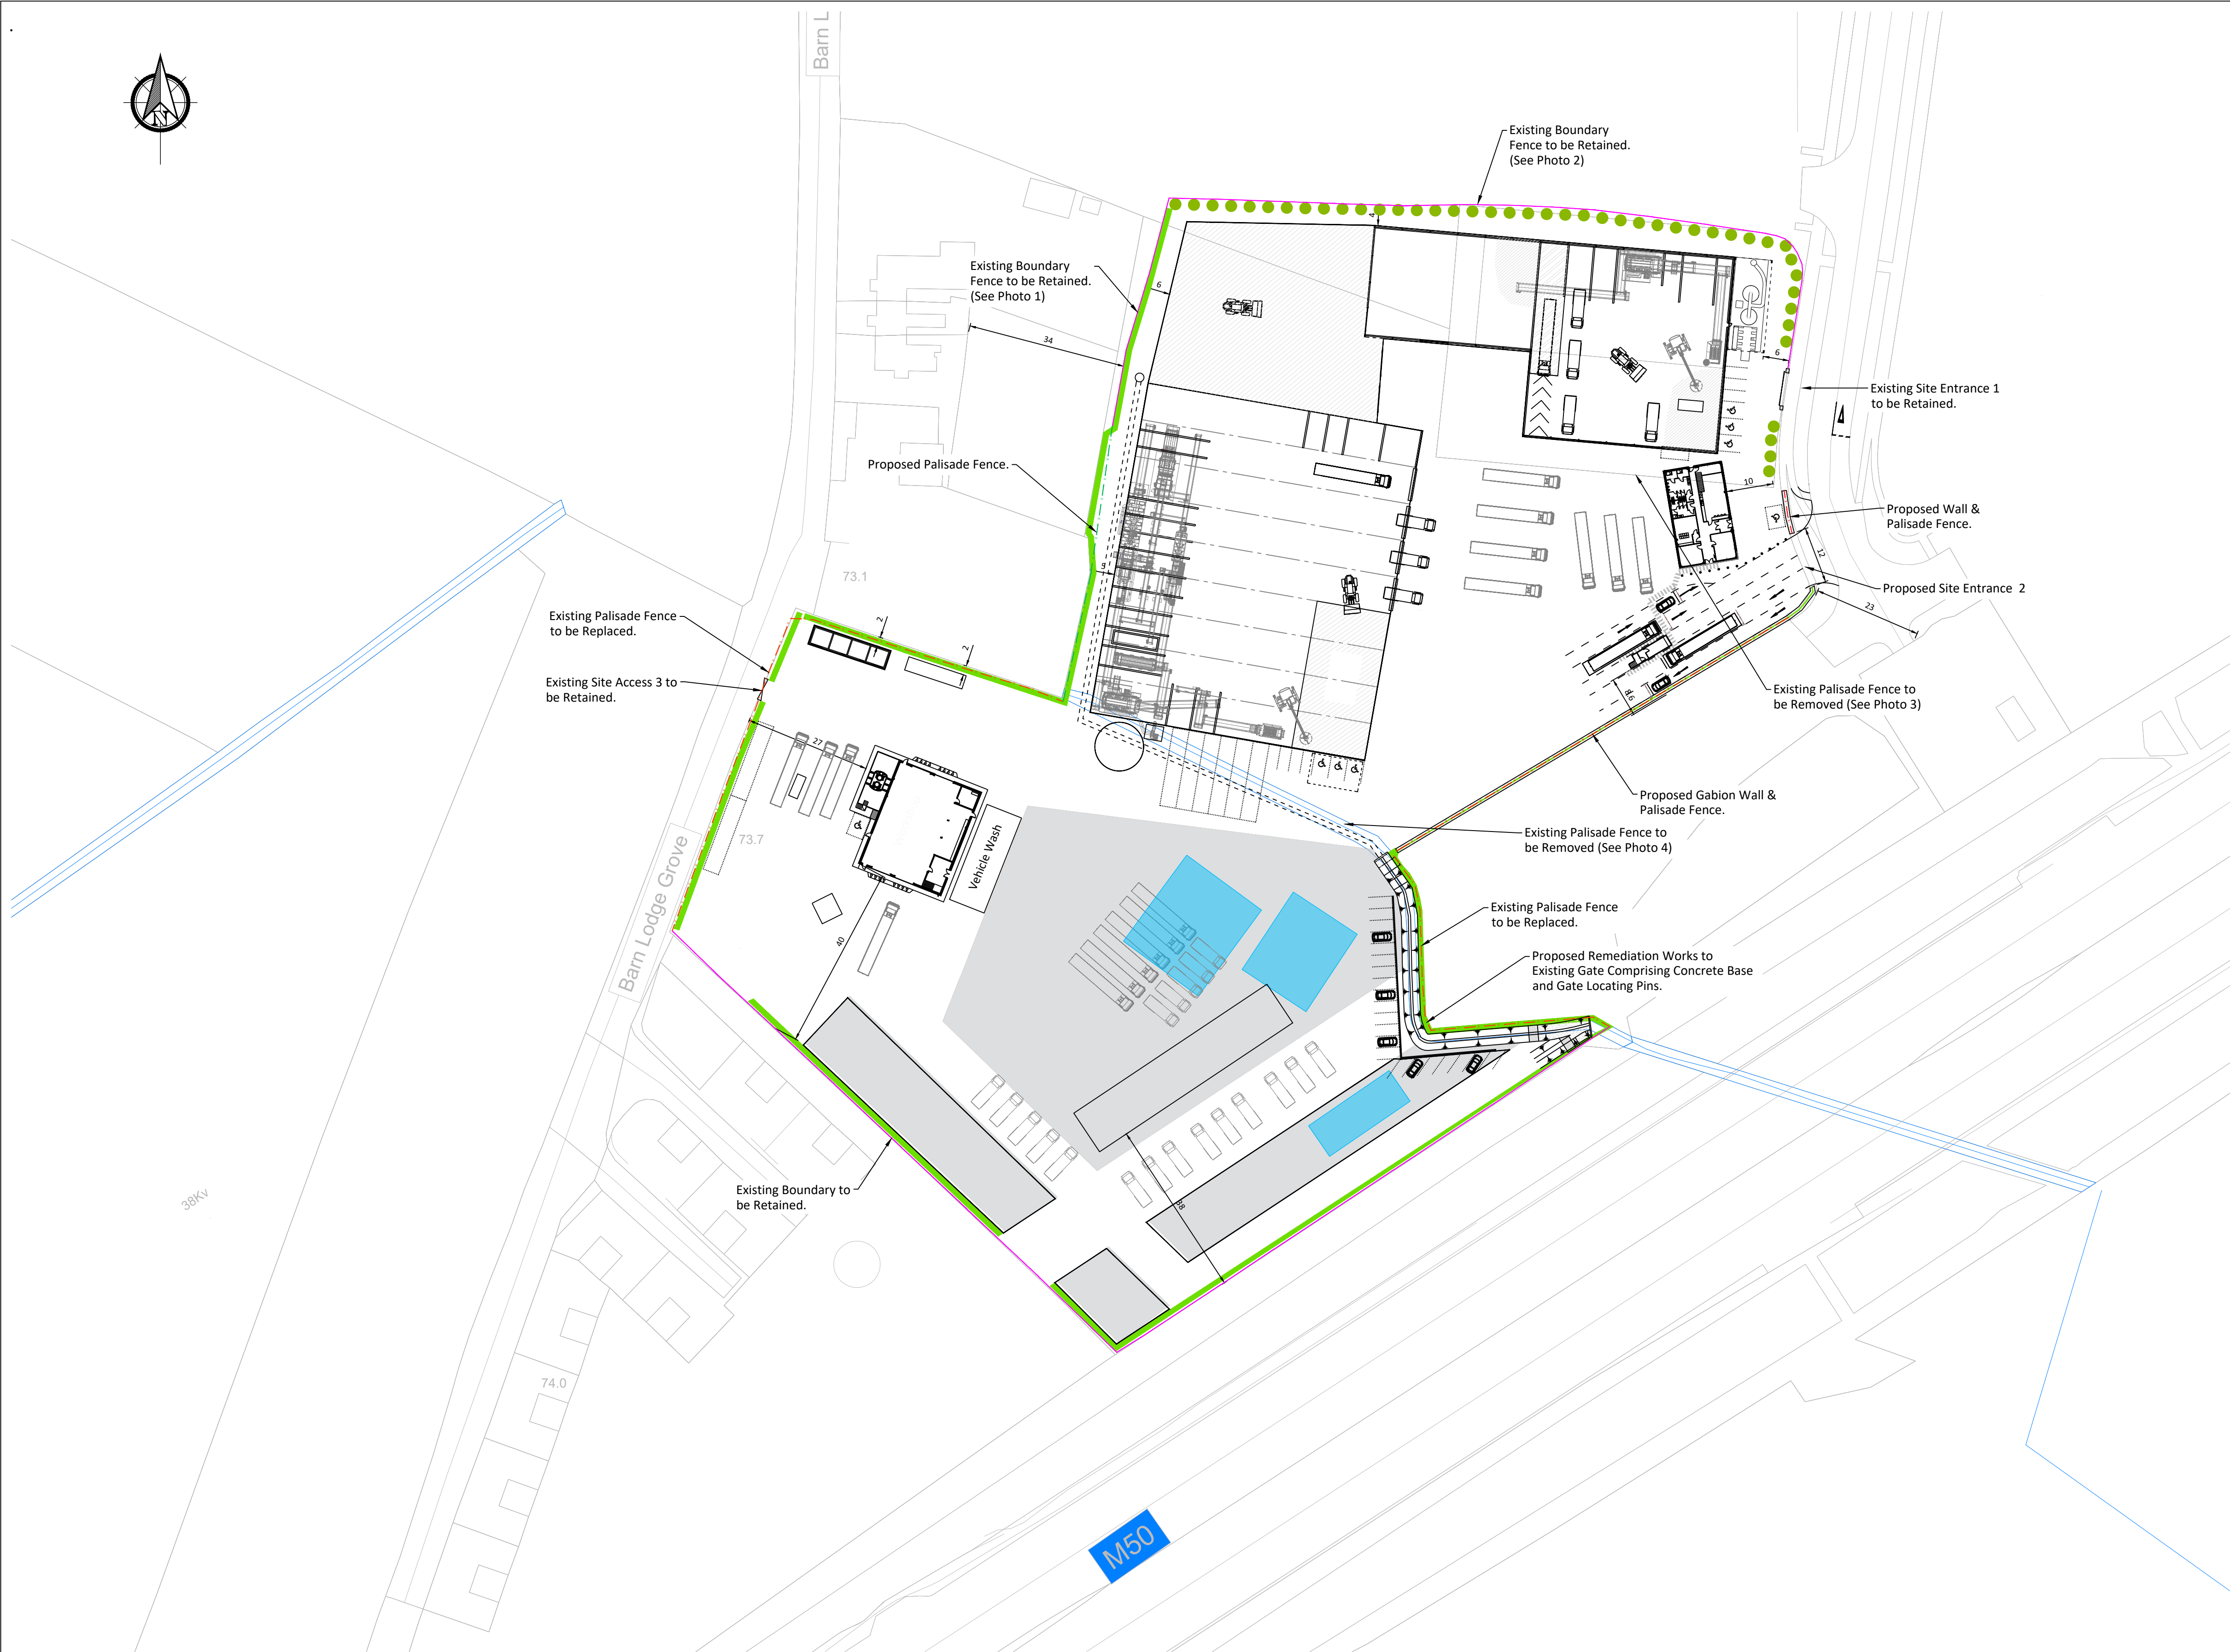 Barn L
N
Existing Boundary
Fence to be Retained.
(See Photo 2)
4
Existing Boundary
Fence to be Retained.
(See Photo 1)
6
34
6
Existing Site Entrance 1
to be Retained.
Proposed Palisade Fence.
10
Proposed Wall &
Palisade Fence.
12
5
73.1
Proposed Site Entrance 2
23
Existing Palisade Fence
to be Replaced.
2
2
Existing Site Access 3 to
be Retained.
Existing Palisade Fence to
be Removed (See Photo 3)
27
Proposed Gabion Wall &
Palisade Fence.
73.7
Vehicle Wash
Existing Palisade Fence to
be Removed (See Photo 4)
Barn Lodge Grove
40
Existing Palisade Fence
to be Replaced.
Proposed Remediation Works to
Existing Gate Comprising Concrete Base
and Gate Locating Pins.
Existing Boundary to
be Retained.
38Kv
38
74.0
M50